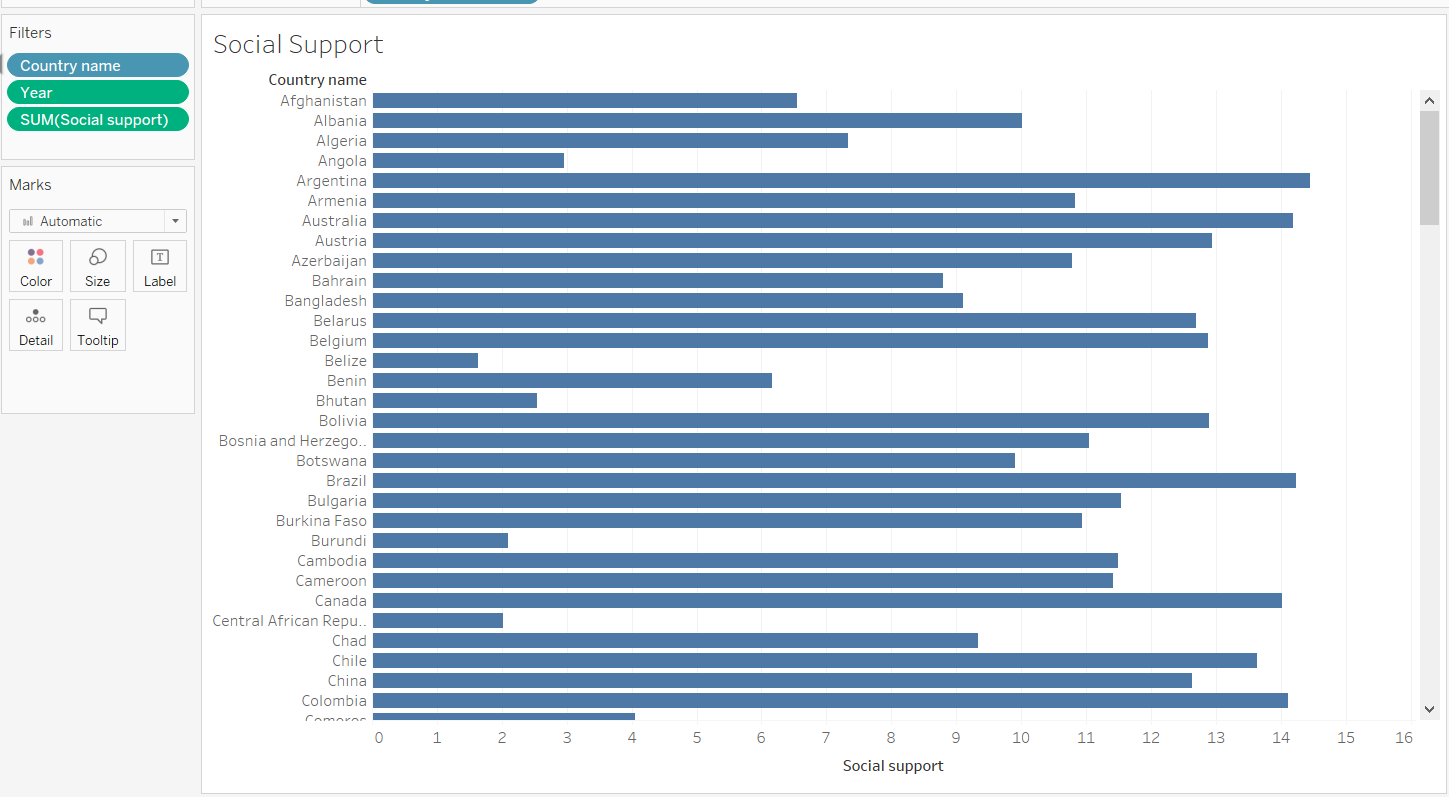 Filters
Country name
Year
SUM(Social support)
Marks
Automatic
Color
Size
Label
Detail
Tooltip
Social Support
Country name
Afghanistan
Albania
Algeria
Angola
Argentina
Armenia
Australia
Austria
Azerbaijan
Bahrain
Bangladesh
Belarus
Belgium
Belize
Benin
Bhutan
Bolivia
Bosnia and Herzego..
Botswana
Brazil
Bulgaria
Burkina Faso
Burundi
Cambodia
Cameroon
Canada
Central African Repu..
Chad
Chile
China
Colombia
Comoros
0 1 2 3 4 5 6 7 8 9 10 11 12 13 14 15 16
Social support